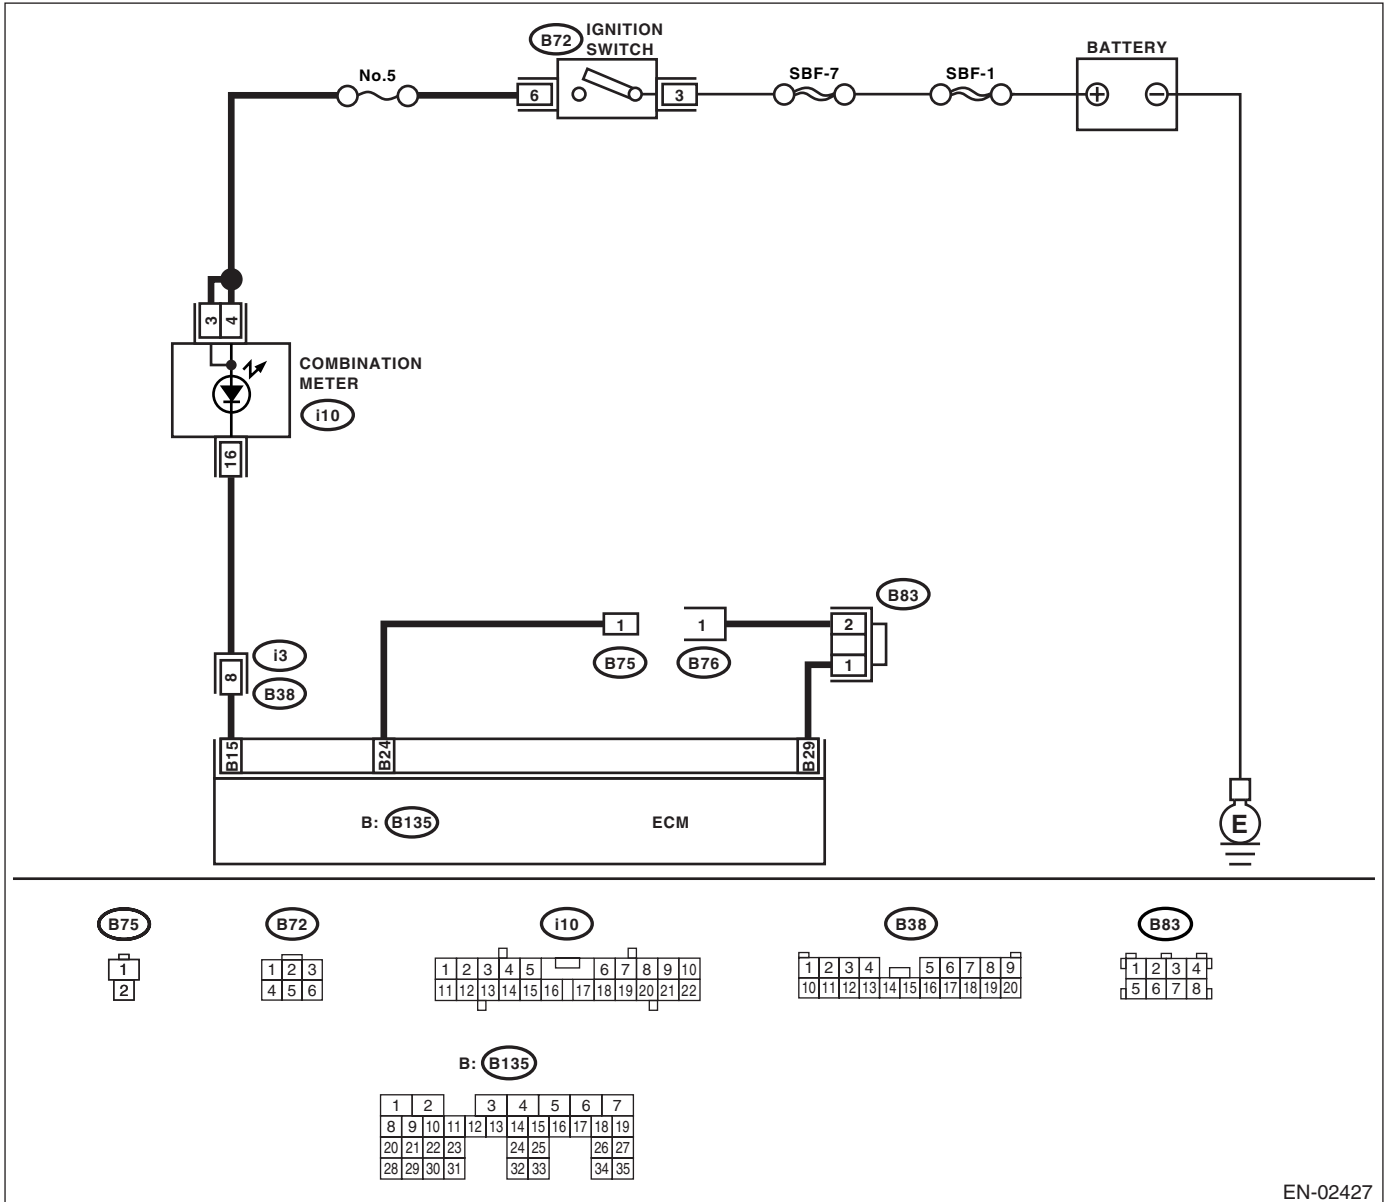 B72 IGNITION SWITCH
BATTERY
No.5
6
3
SBF-7
SBF-1
+
−
3 4
COMBINATION METER
i10
16
8
i3
B38
1
B75
1
B76
B83
2
1
B15
B24
B29
B: B135 ECM
E
B75
1
2
B72
1 2 3
4 5 6
i10
1 2 3 4 5 6 7 8 9 10
11 12 13 14 15 16 17 18 19 20 21 22
B38
1 2 3 4 5 6 7 8 9
10 11 12 13 14 15 16 17 18 19 20
B83
1 2 3 4
5 6 7 8
B: B135
1 2 3 4 5 6 7
8 9 10 11 12 13 14 15 16 17 18 19
20 21 22 23 24 25 26 27
28 29 30 31 32 33 34 35
EN-02427